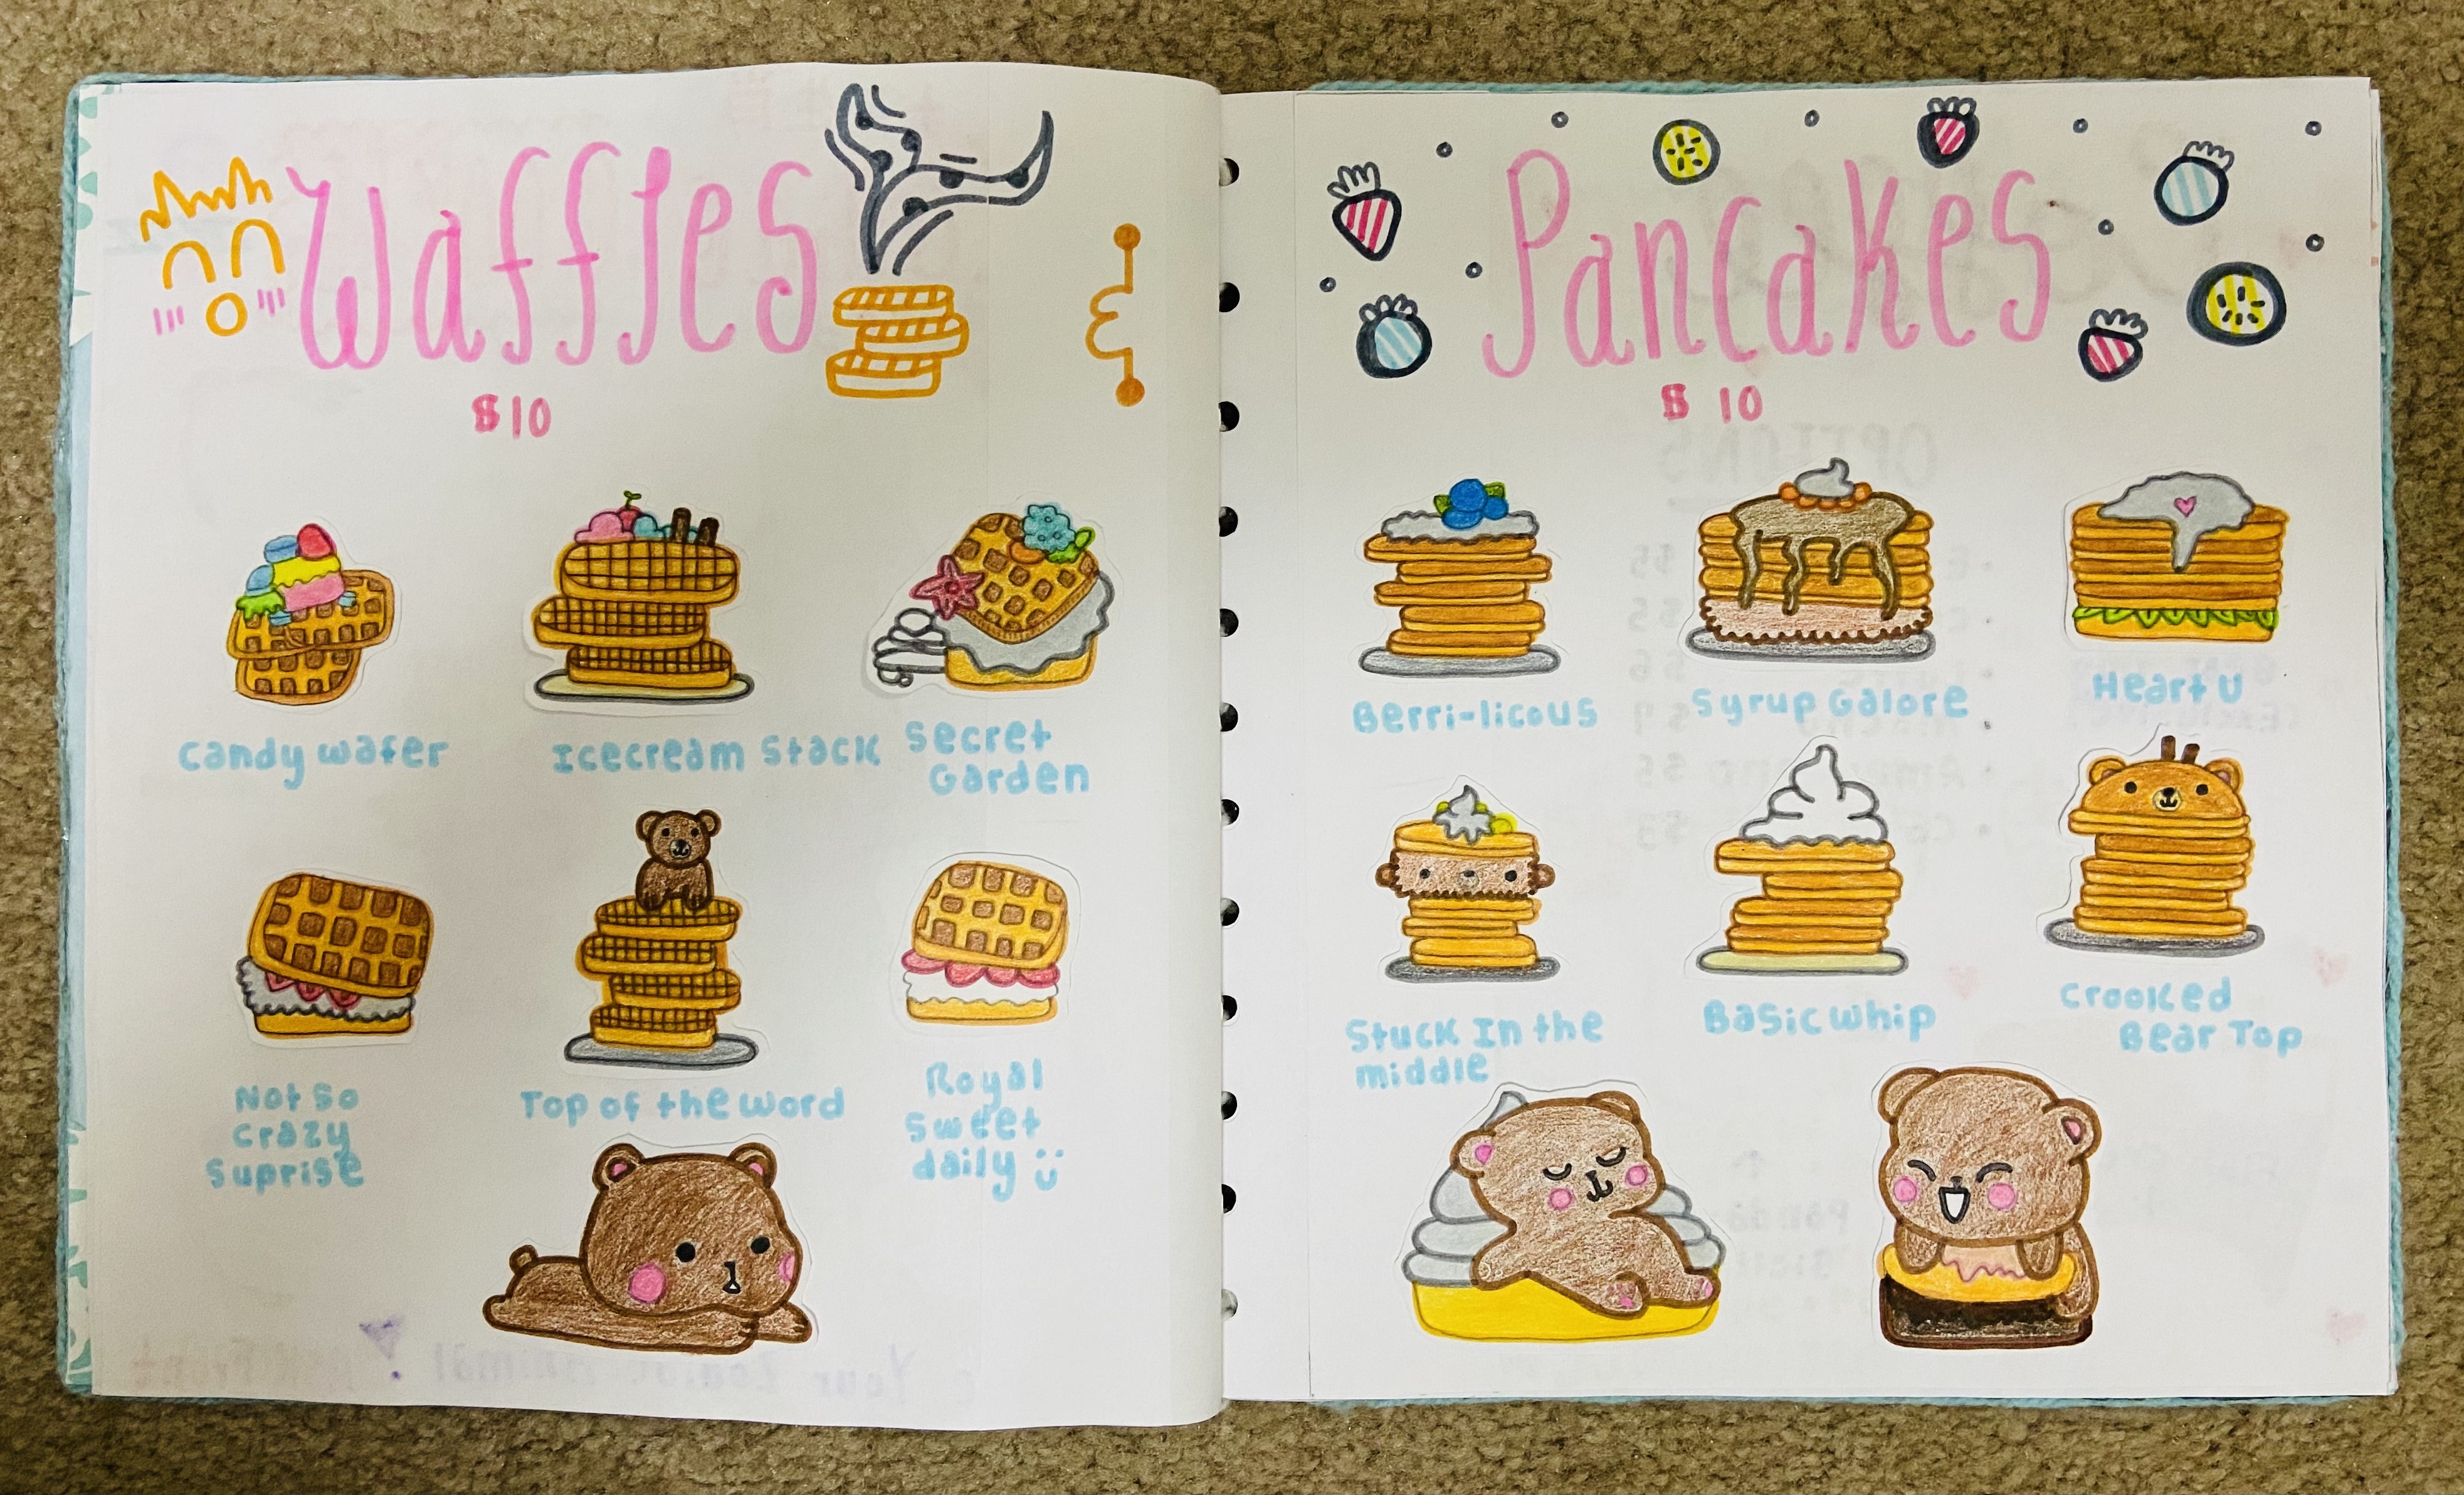 Waffles
$10
Candy wafer
Icecream Stack
Secret
Garden
Not So
Crazy
Suprise
Top of the Word
Royal
Sweet
daily
Pancakes
$10
Berri-licous
Syrup Galore
Heart U
Stuck In the
middle
Basic Whip
Crooked
Bear Top